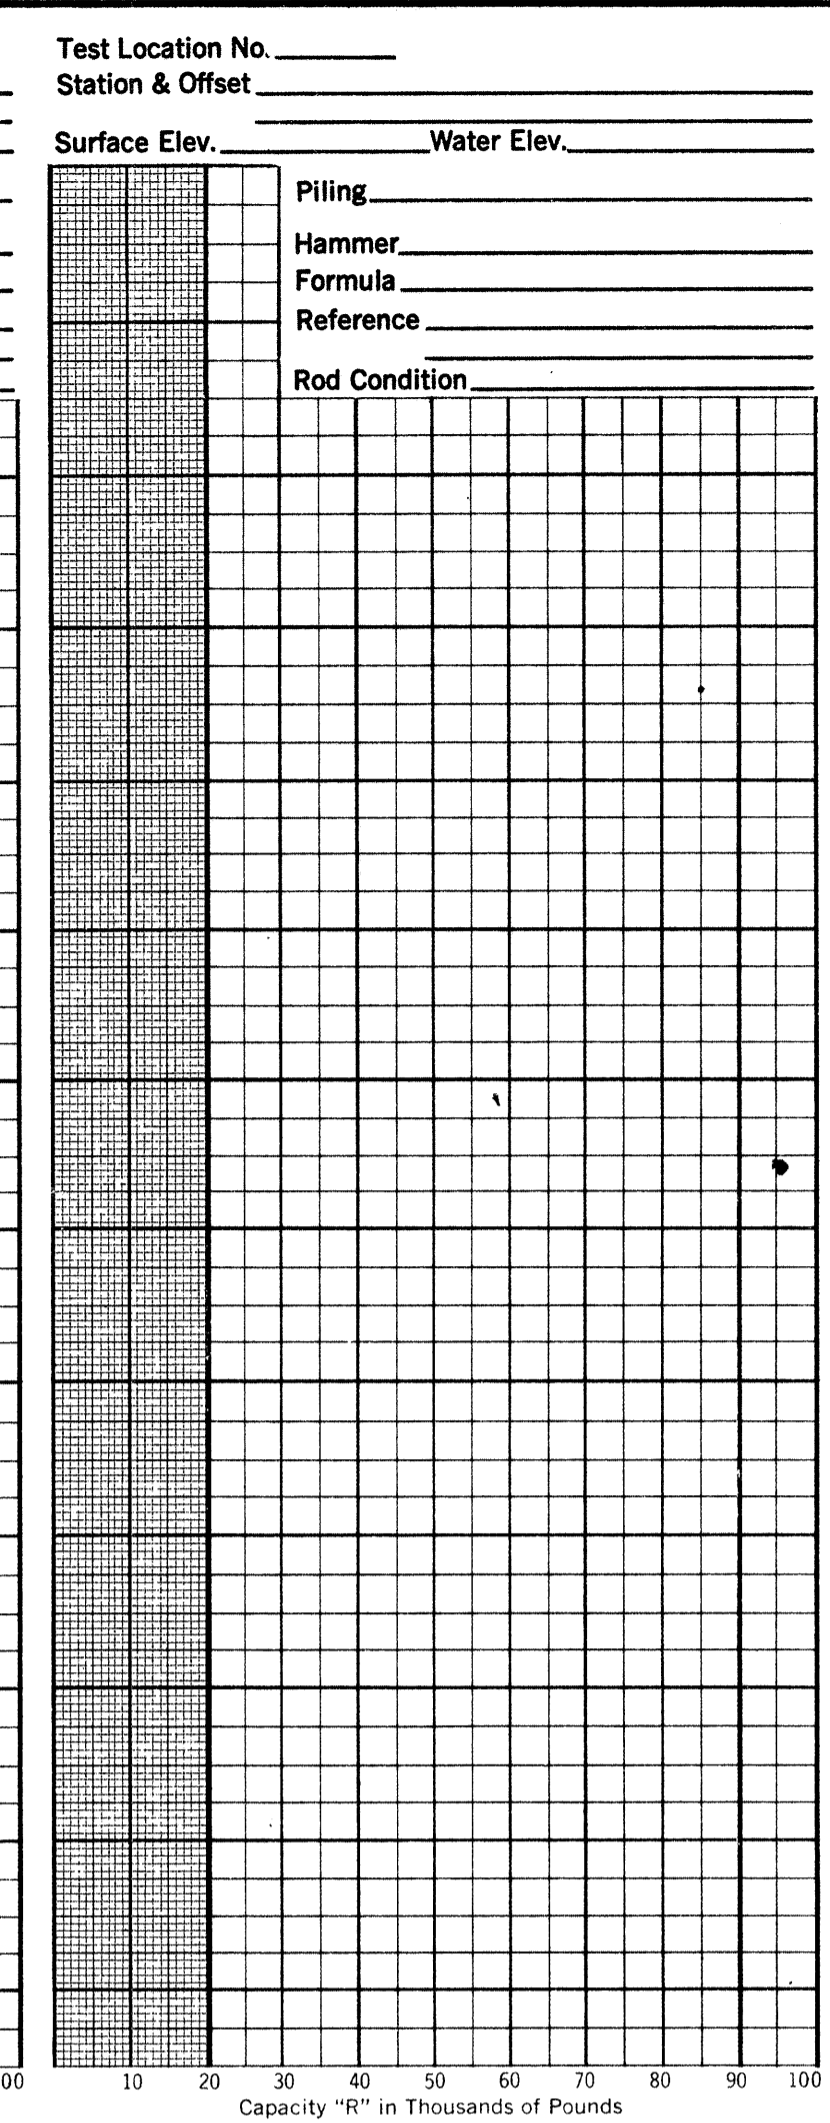 Test Location No.
Station & Offset
Surface Elev. Water Elev.
Piling
Hammer
Formula
Reference
Rod Condition
00 10 20 30 40 50 60 70 80 90 100
Capacity "R" in Thousands of Pounds